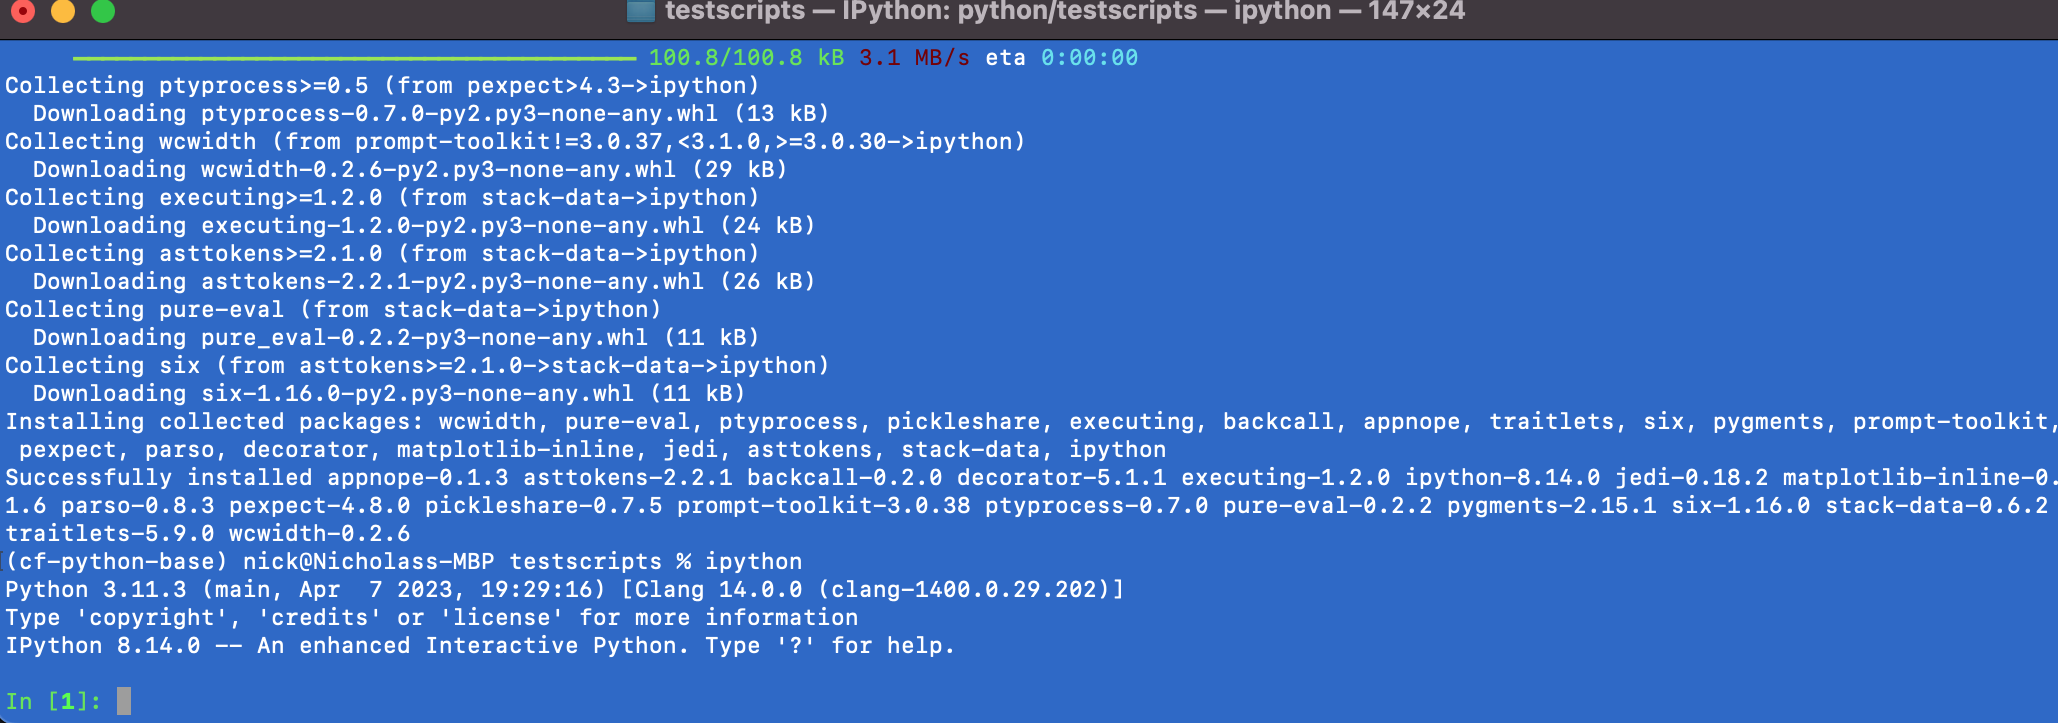 testscripts — IPython: python/testscripts — ipython — 147×24
100.8/100.8 kB 3.1 MB/s eta 0:00:00
Collecting ptyprocess>=0.5 (from pexpect>4.3->ipython)
  Downloading ptyprocess-0.7.0-py2.py3-none-any.whl (13 kB)
Collecting wcwidth (from prompt-toolkit!=3.0.37,<3.1.0,>=3.0.30->ipython)
  Downloading wcwidth-0.2.6-py2.py3-none-any.whl (29 kB)
Collecting executing>=1.2.0 (from stack-data->ipython)
  Downloading executing-1.2.0-py2.py3-none-any.whl (24 kB)
Collecting asttokens>=2.1.0 (from stack-data->ipython)
  Downloading asttokens-2.2.1-py2.py3-none-any.whl (26 kB)
Collecting pure-eval (from stack-data->ipython)
  Downloading pure_eval-0.2.2-py3-none-any.whl (11 kB)
Collecting six (from asttokens>=2.1.0->stack-data->ipython)
  Downloading six-1.16.0-py2.py3-none-any.whl (11 kB)
Installing collected packages: wcwidth, pure-eval, ptyprocess, pickleshare, executing, backcall, appnope, traitlets, six, pygments, prompt-toolkit,
 pexpect, parso, decorator, matplotlib-inline, jedi, asttokens, stack-data, ipython
Successfully installed appnope-0.1.3 asttokens-2.2.1 backcall-0.2.0 decorator-5.1.1 executing-1.2.0 ipython-8.14.0 jedi-0.18.2 matplotlib-inline-0.
1.6 parso-0.8.3 pexpect-4.8.0 pickleshare-0.7.5 prompt-toolkit-3.0.38 ptyprocess-0.7.0 pure-eval-0.2.2 pygments-2.15.1 six-1.16.0 stack-data-0.6.2
traitlets-5.9.0 wcwidth-0.2.6
(cf-python-base) nick@Nicholass-MBP testscripts % ipython
Python 3.11.3 (main, Apr  7 2023, 19:29:16) [Clang 14.0.0 (clang-1400.0.29.202)]
Type 'copyright', 'credits' or 'license' for more information
IPython 8.14.0 -- An enhanced Interactive Python. Type '?' for help.
In [1]: